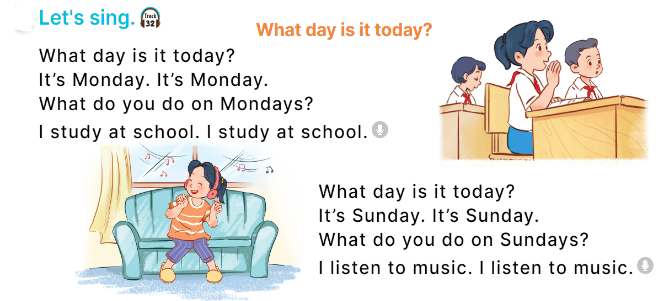 Let's sing.
Track
32
What day is it today?
What day is it today?
It's Monday. It's Monday.
What do you do on Mondays?
I study at school. I study at school.
What day is it today?
It's Sunday. It's Sunday.
What do you do on Sundays?
I listen to music. I listen to music.